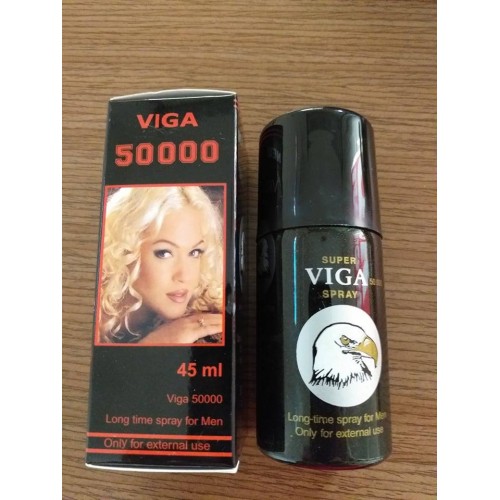 VIGA
50000
45 ml
Viga 50000
Long time spray for Men
Only for external use
SUPER
VIGA 50000
SPRAY
Long-time spray for Men
Only for external use